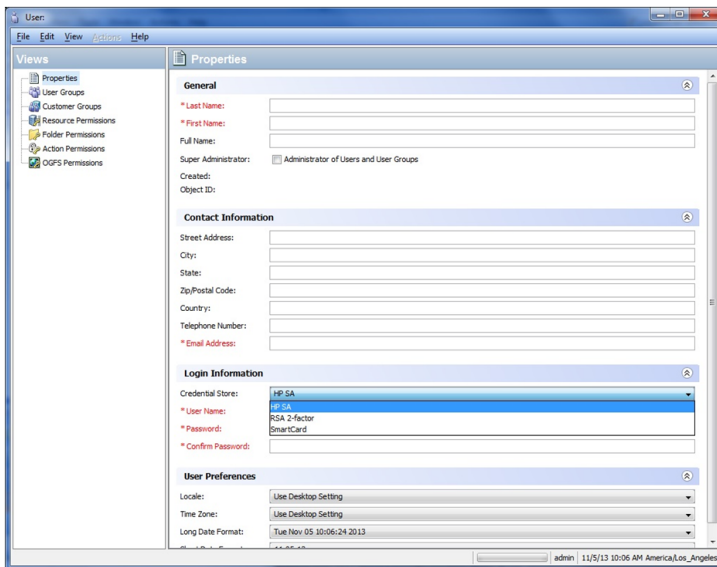 User:
File Edit View Actions Help
Views
Properties
User Groups
Customer Groups
Resource Permissions
Folder Permissions
Action Permissions
OGFS Permissions
Properties
General
* Last Name:
* First Name:
Full Name:
Super Administrator: Administrator of Users and User Groups
Created:
Object ID:
Contact Information
Street Address:
City:
State:
Zip/Postal Code:
Country:
Telephone Number:
* Email Address:
Login Information
Credential Store: HP SA
HP SA
* User Name:
RSA 2-factor
* Password: SmartCard
* Confirm Password:
User Preferences
Locale: Use Desktop Setting
Time Zone: Use Desktop Setting
Long Date Format: Tue Nov 05 10:06:24 2013
admin 11/5/13 10:06 AM America/Los_Angeles